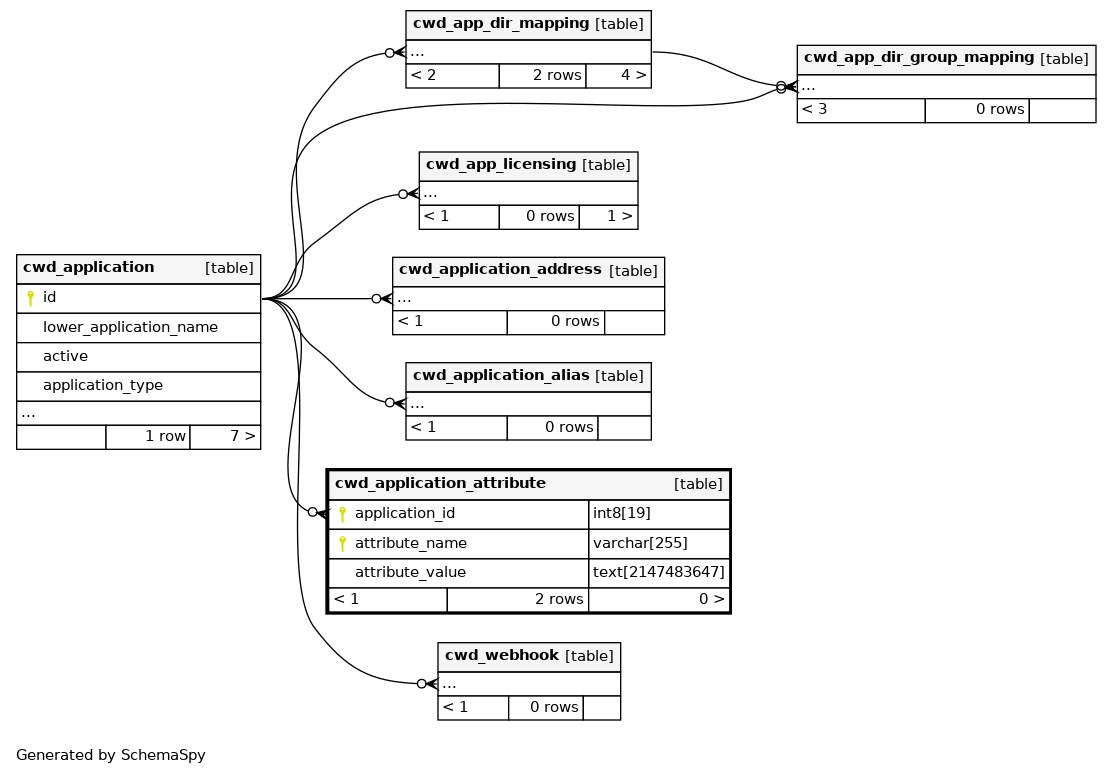 cwd_app_dir_mapping [table]
...
< 2 2 rows 4 >
cwd_app_dir_group_mapping [table]
...
< 3 0 rows
cwd_app_licensing [table]
...
< 1 0 rows 1 >
cwd_application [table]
id
lower_application_name
active
application_type
...
1 row 7 >
cwd_application_address [table]
...
< 1 0 rows
cwd_application_alias [table]
...
< 1 0 rows
cwd_application_attribute [table]
application_id int8[19]
attribute_name varchar[255]
attribute_value text[2147483647]
< 1 2 rows 0 >
cwd_webhook [table]
...
< 1 0 rows
Generated by SchemaSpy